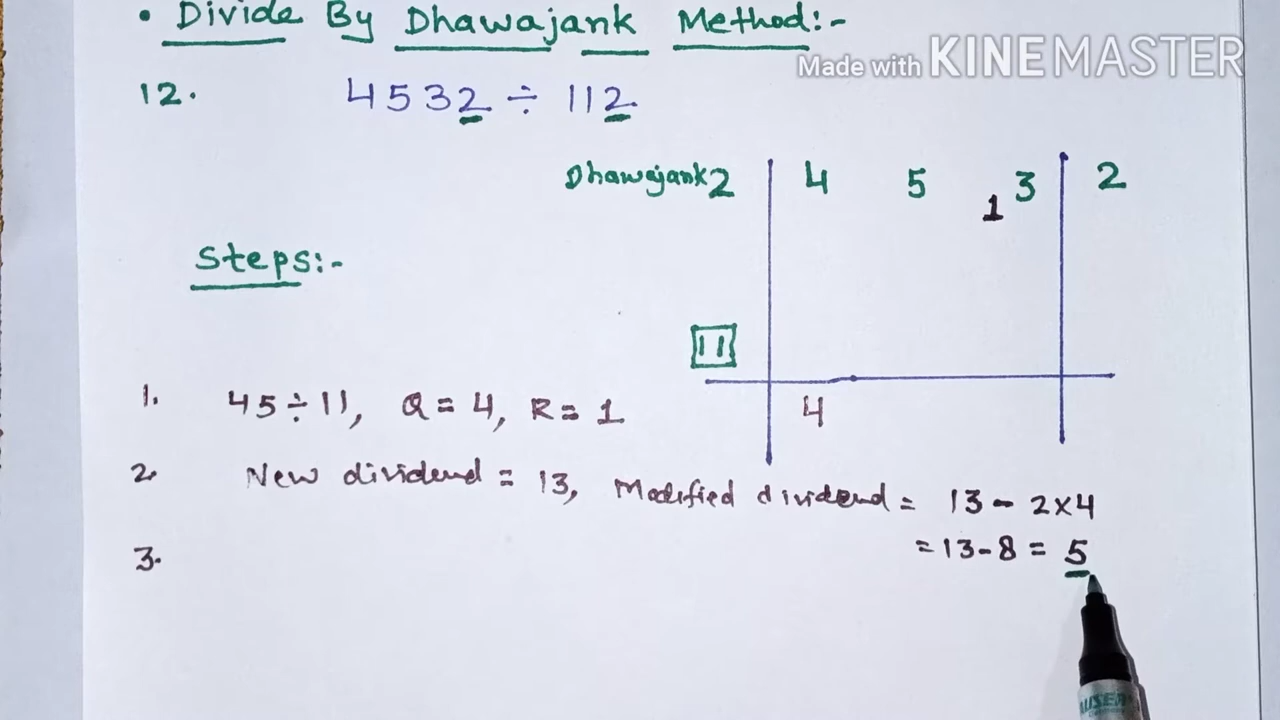 • Divide By Dhawajank Method:-
Made with KINEMASTER
12. 4532 ÷ 112
Dhawajank 2 4 5 1 3 2
Steps:-
11
1. 45÷11, Q = 4, R = 1
4
2. New dividend = 13, Modified dividend = 13 - 2×4
= 13-8 = 5
3.